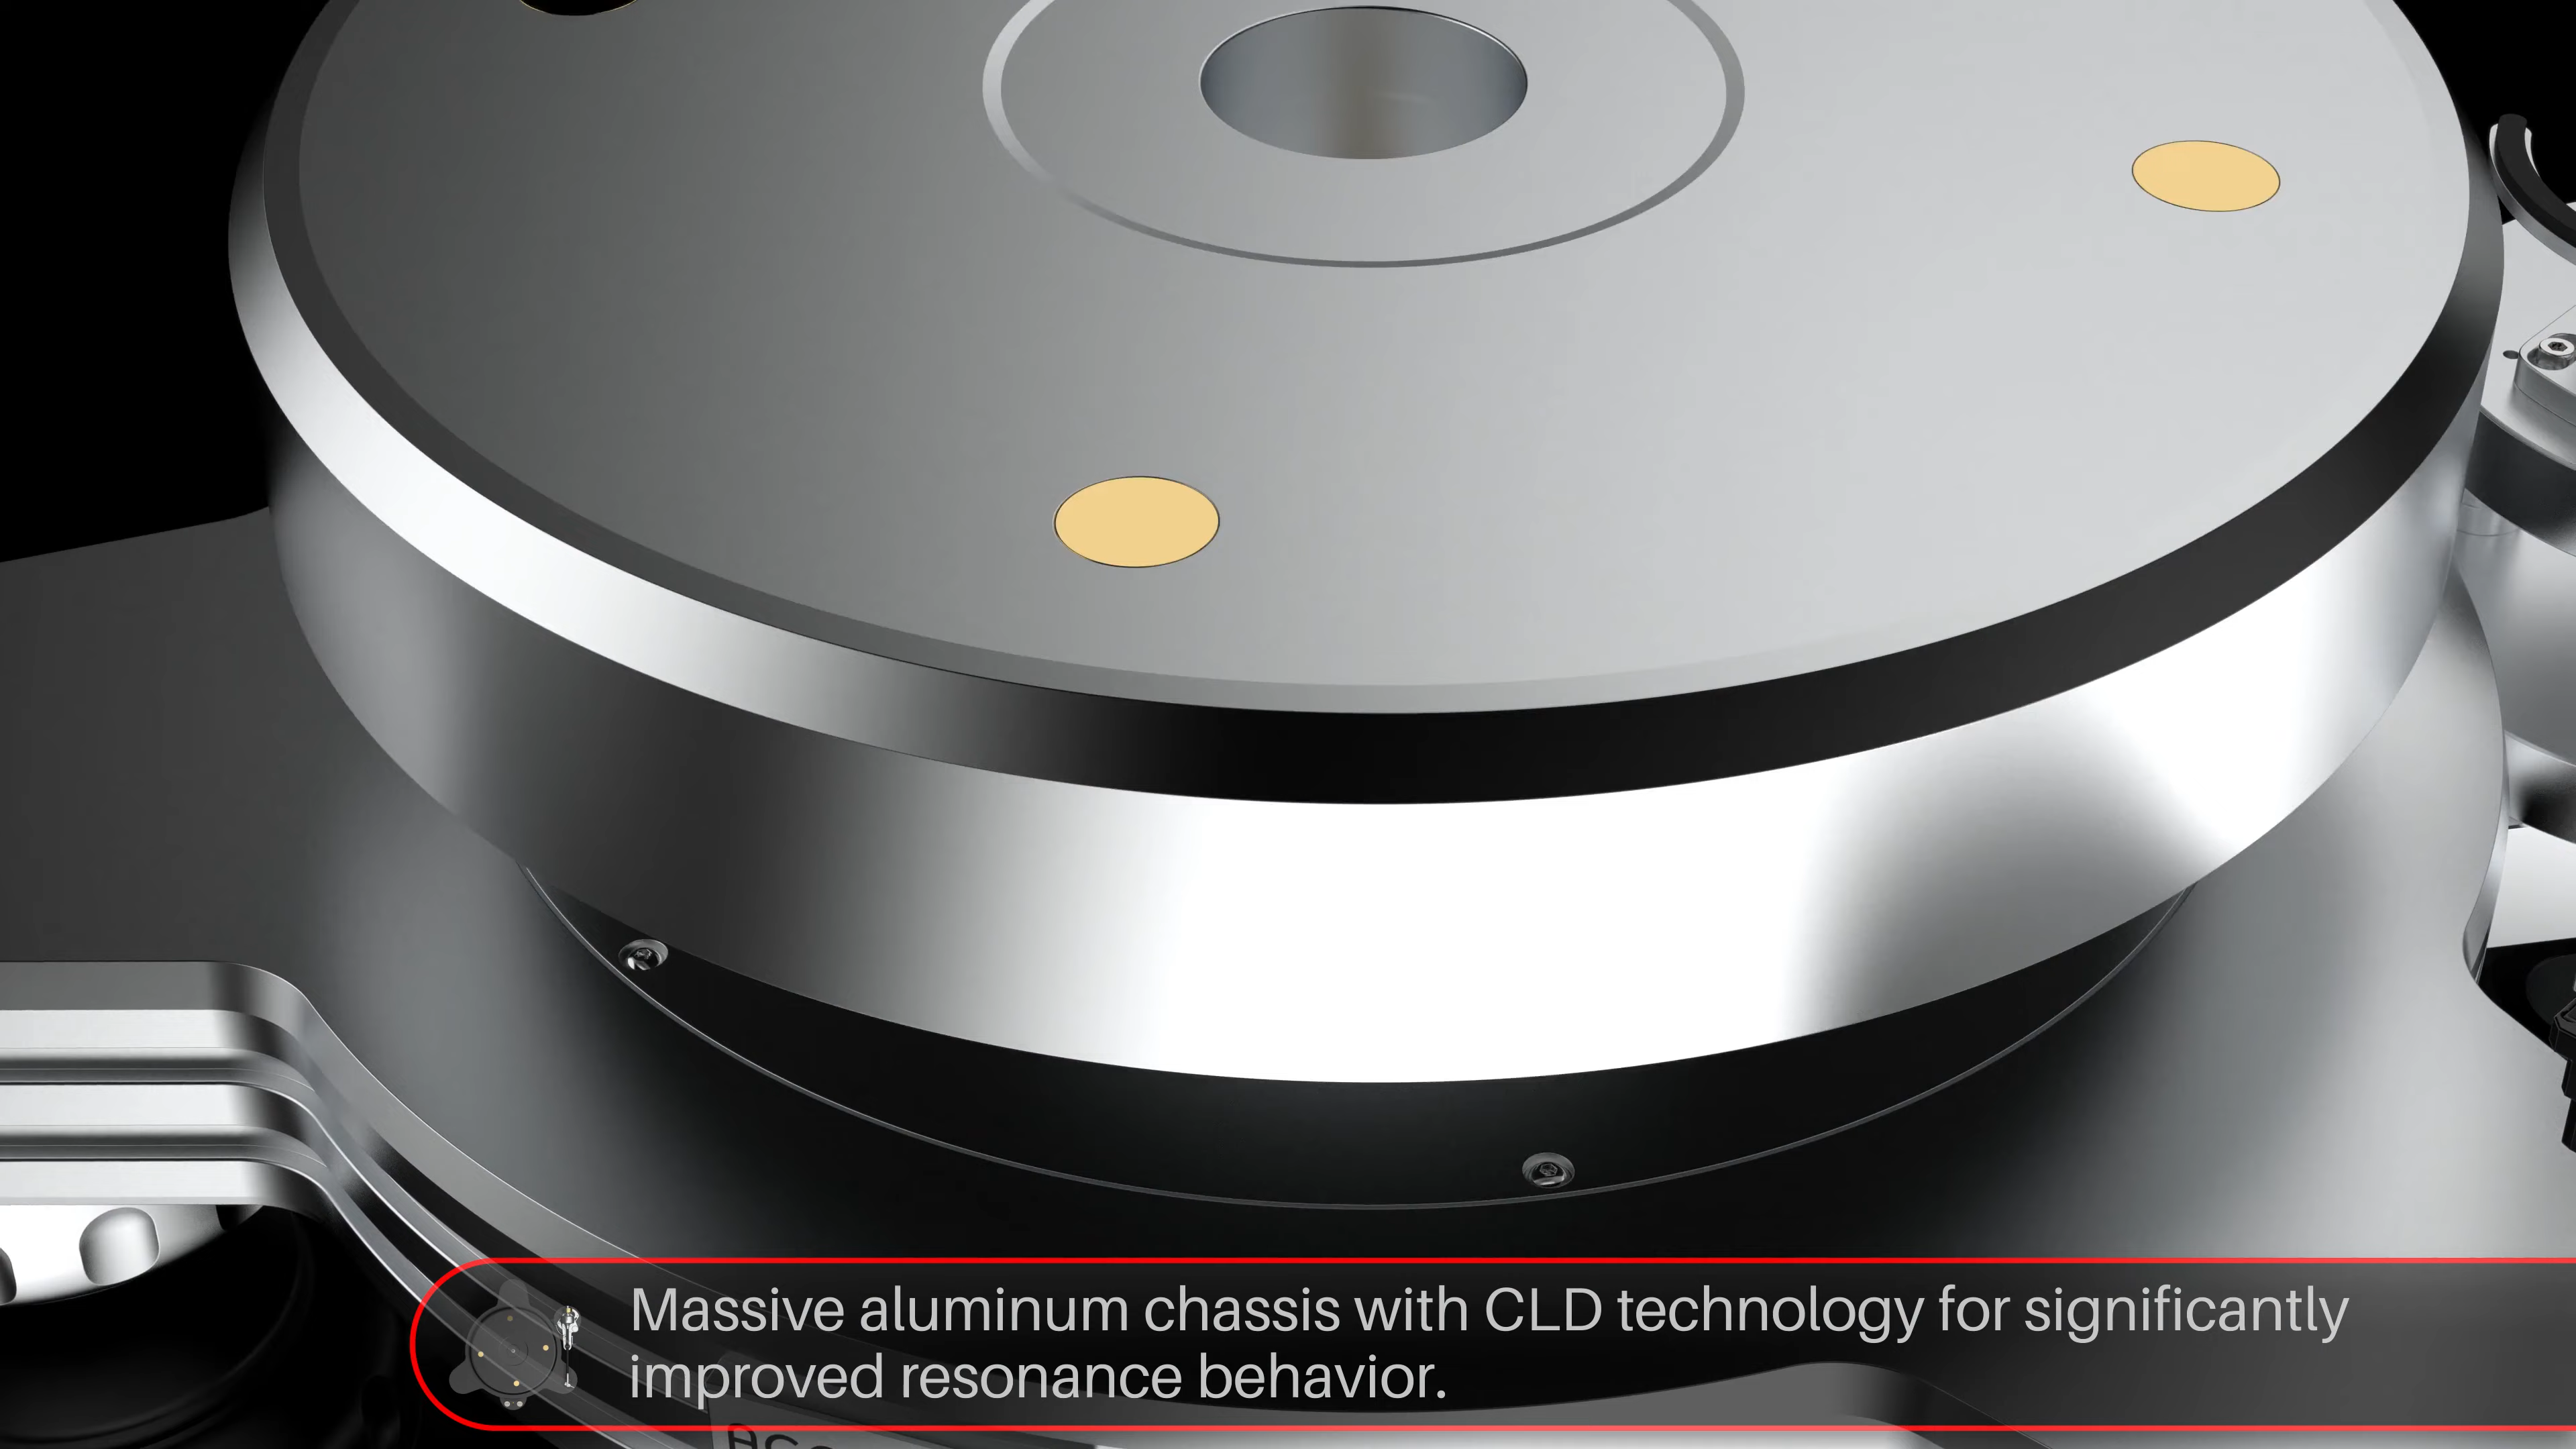 Massive aluminum chassis with CLD technology for significantly
improved resonance behavior.